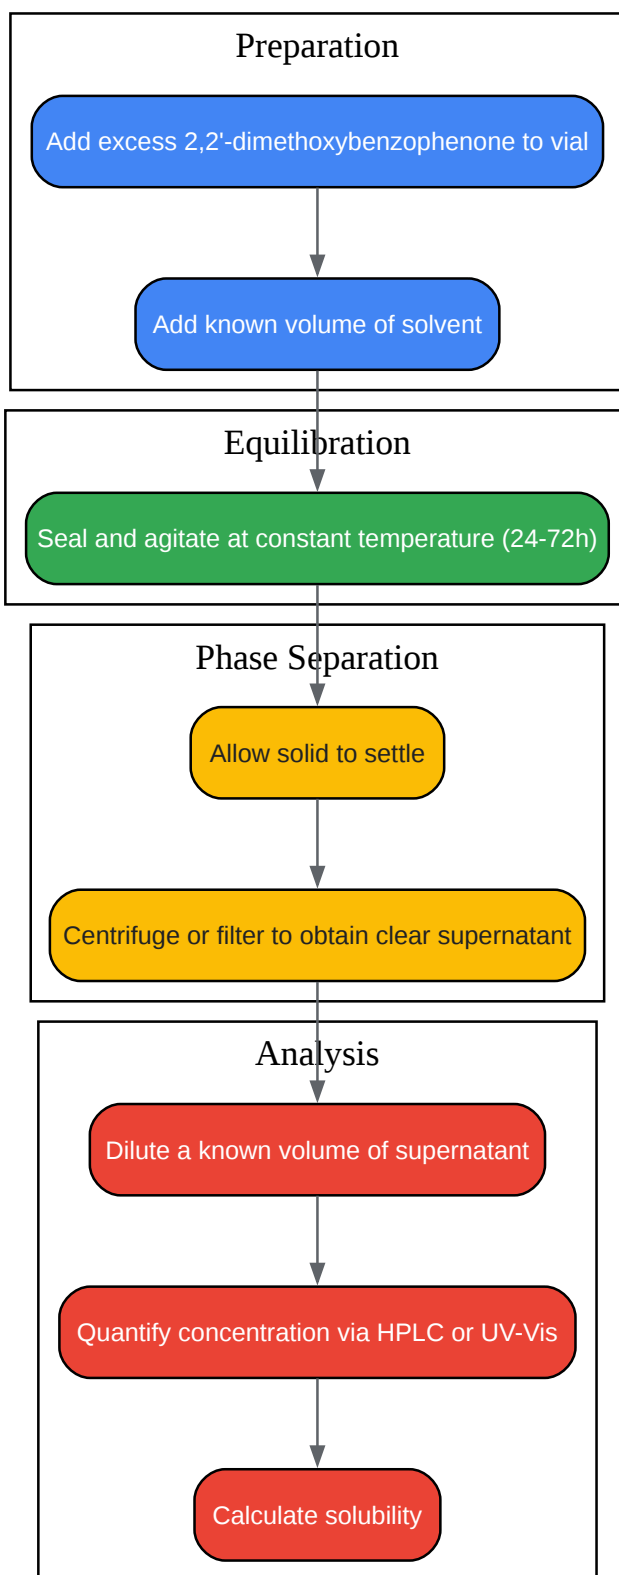 Preparation
Add excess 2,2'-dimethoxybenzophenone to vial
Add known volume of solvent
Equilibration
Seal and agitate at constant temperature (24-72h)
Phase Separation
Allow solid to settle
Centrifuge or filter to obtain clear supernatant
Analysis
Dilute a known volume of supernatant
Quantify concentration via HPLC or UV-Vis
Calculate solubility